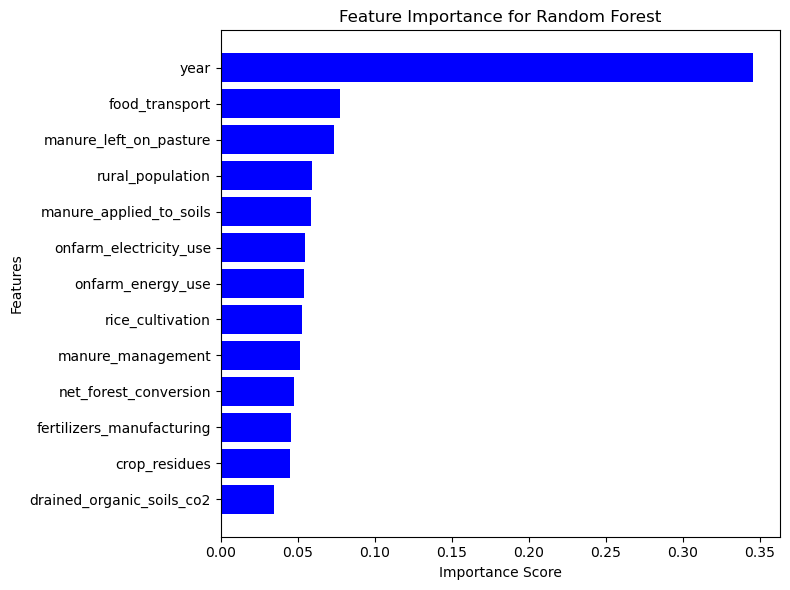 Feature Importance for Random Forest
year
food_transport
manure_left_on_pasture
rural_population
manure_applied_to_soils
onfarm_electricity_use
onfarm_energy_use
rice_cultivation
manure_management
net_forest_conversion
fertilizers_manufacturing
crop_residues
drained_organic_soils_co2
Features
0.00 0.05 0.10 0.15 0.20 0.25 0.30 0.35
Importance Score